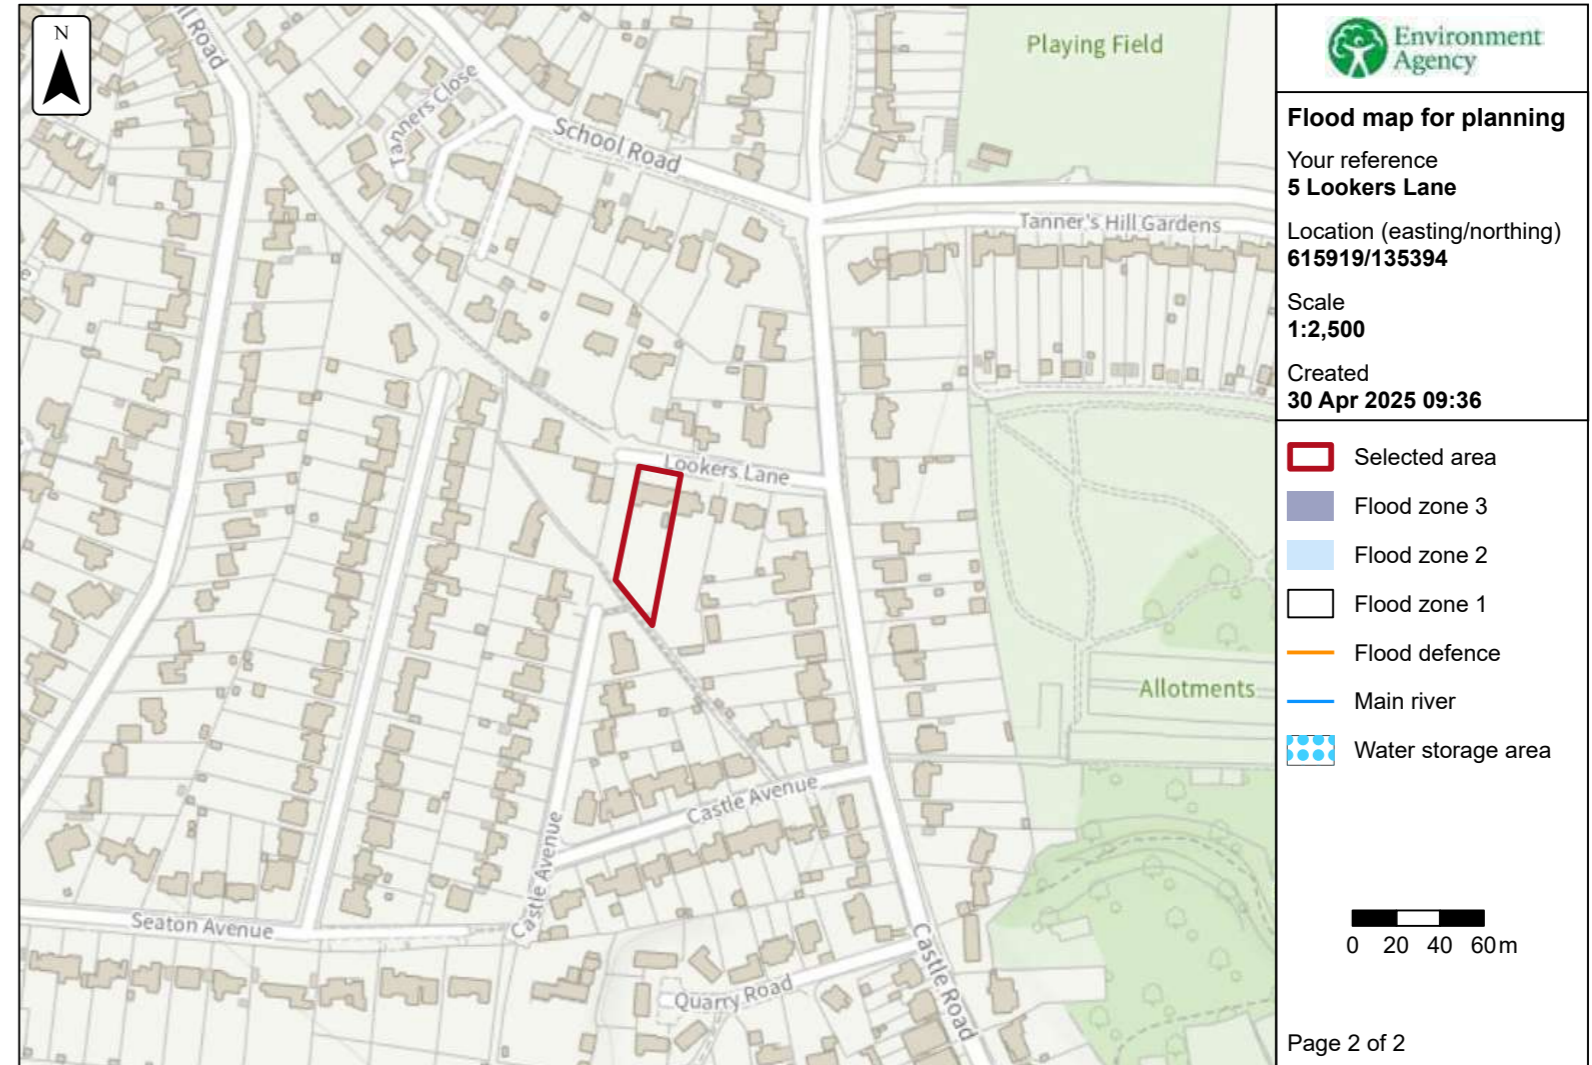 N
ll Road
Tanners Close
School Road
Playing Field
Tanner's Hill Gardens
Lookers Lane
Allotments
Castle Avenue
Castle Avenue
Seaton Avenue
Quarry Road
Castle Road
Environment
Agency
Flood map for planning
Your reference
5 Lookers Lane
Location (easting/northing)
615919/135394
Scale
1:2,500
Created
30 Apr 2025 09:36
Selected area
Flood zone 3
Flood zone 2
Flood zone 1
Flood defence
Main river
Water storage area
0 20 40 60m
Page 2 of 2